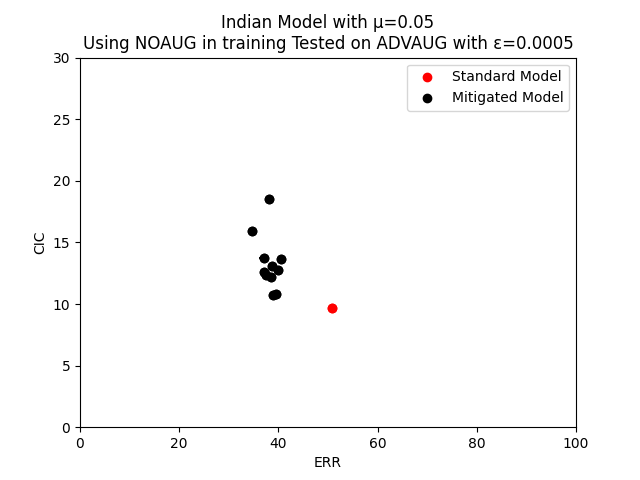 Indian Model with μ=0.05
Using NOAUG in training Tested on ADVAUG with ε=0.0005
30
25
20
15
10
5
0
CIC
Standard Model
Mitigated Model
0 20 40 60 80 100
ERR